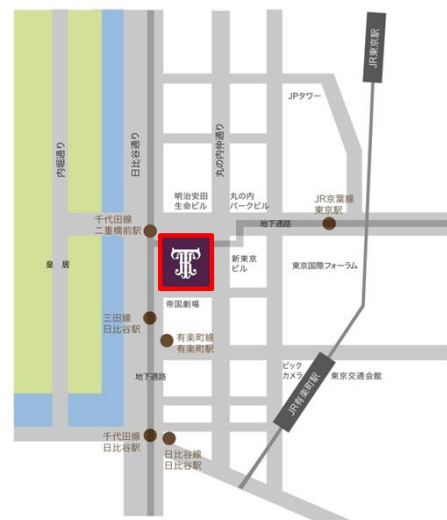 JR東京駅
JPタワー
内堀通り
日比谷通り
丸の内仲通り
明治安田
生命ビル
丸の内
パークビル
JR京葉線
東京駅
千代田線
二重橋前駅
地下通路
皇 居
新東京
ビル
東京国際フォーラム
帝国劇場
三田線
日比谷駅
有楽町線
有楽町駅
地下通路
ビック
カメラ
東京交通会館
JR有楽町駅
千代田線
日比谷駅
日比谷線
日比谷駅